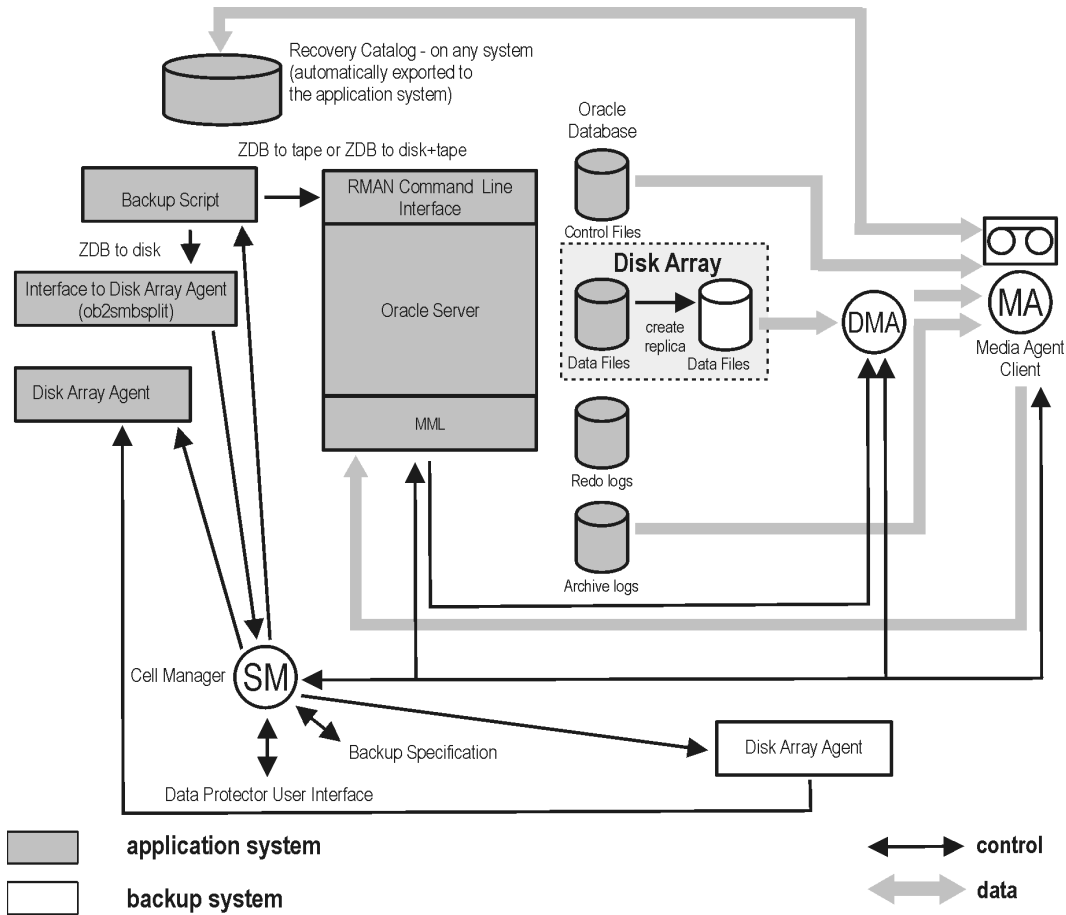 Recovery Catalog - on any system
(automatically exported to
the application system)
Oracle
Database
ZDB to tape or ZDB to disk+tape
Backup Script
RMAN Command Line
Interface
Control Files
ZDB to disk
Disk Array
Interface to Disk Array Agent
(ob2smbsplit)
Oracle Server
create
replica
Data Files
Data Files
DMA
MA
Media Agent
Client
Disk Array Agent
MML
Redo logs
Archive logs
Cell Manager
SM
Backup Specification
Disk Array Agent
Data Protector User Interface
application system
control
backup system
data